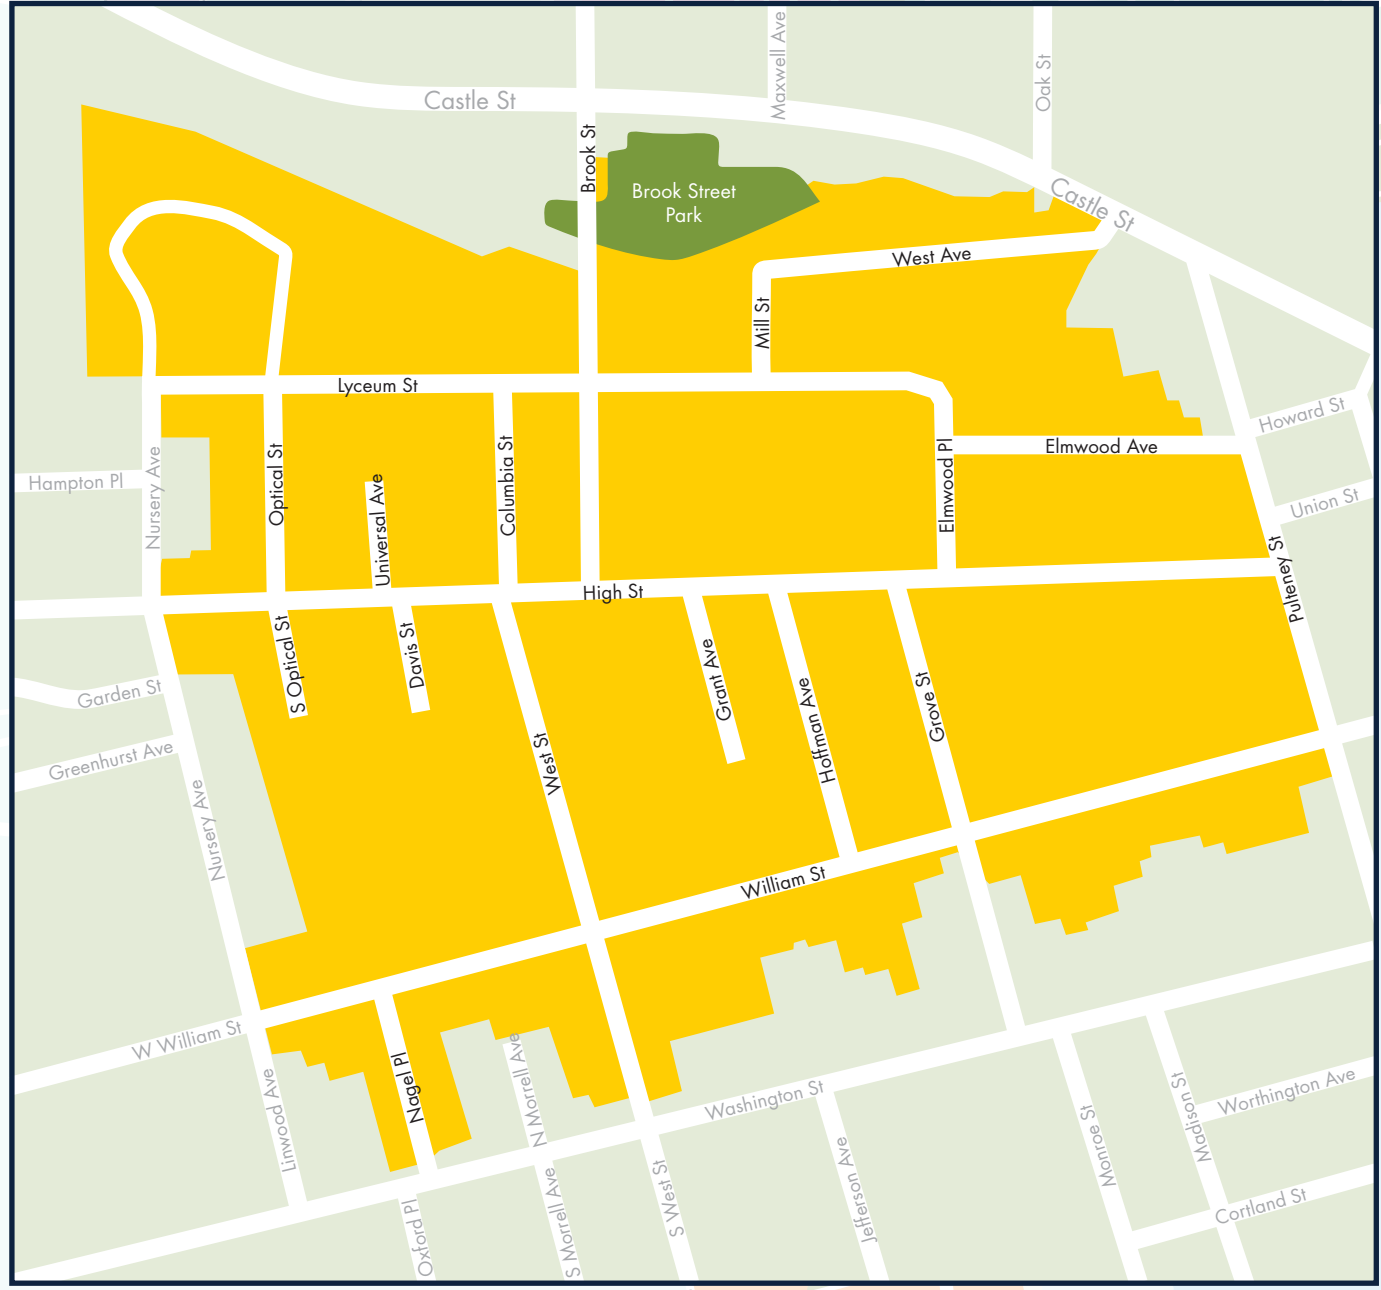 Maxwell Ave
Oak St
Castle St
Brook St
Brook Street
Park
Castle St
West Ave
Mill St
Lyceum St
Howard St
Elmwood Ave
Elmwood Pl
Columbia St
Optical St
Universal Ave
Nursery Ave
Hampton Pl
Union St
Pulteney St
High St
S Optical St
Davis St
Grant Ave
Hoffman Ave
Grove St
Garden St
Greenhurst Ave
West St
Nursery Ave
William St
W William St
Nagel Pl
Linwood Ave
N Morrell Ave
Washington St
Worthington Ave
Madison St
Monroe St
Jefferson Ave
S West St
S Morrell Ave
Oxford Pl
Cortland St